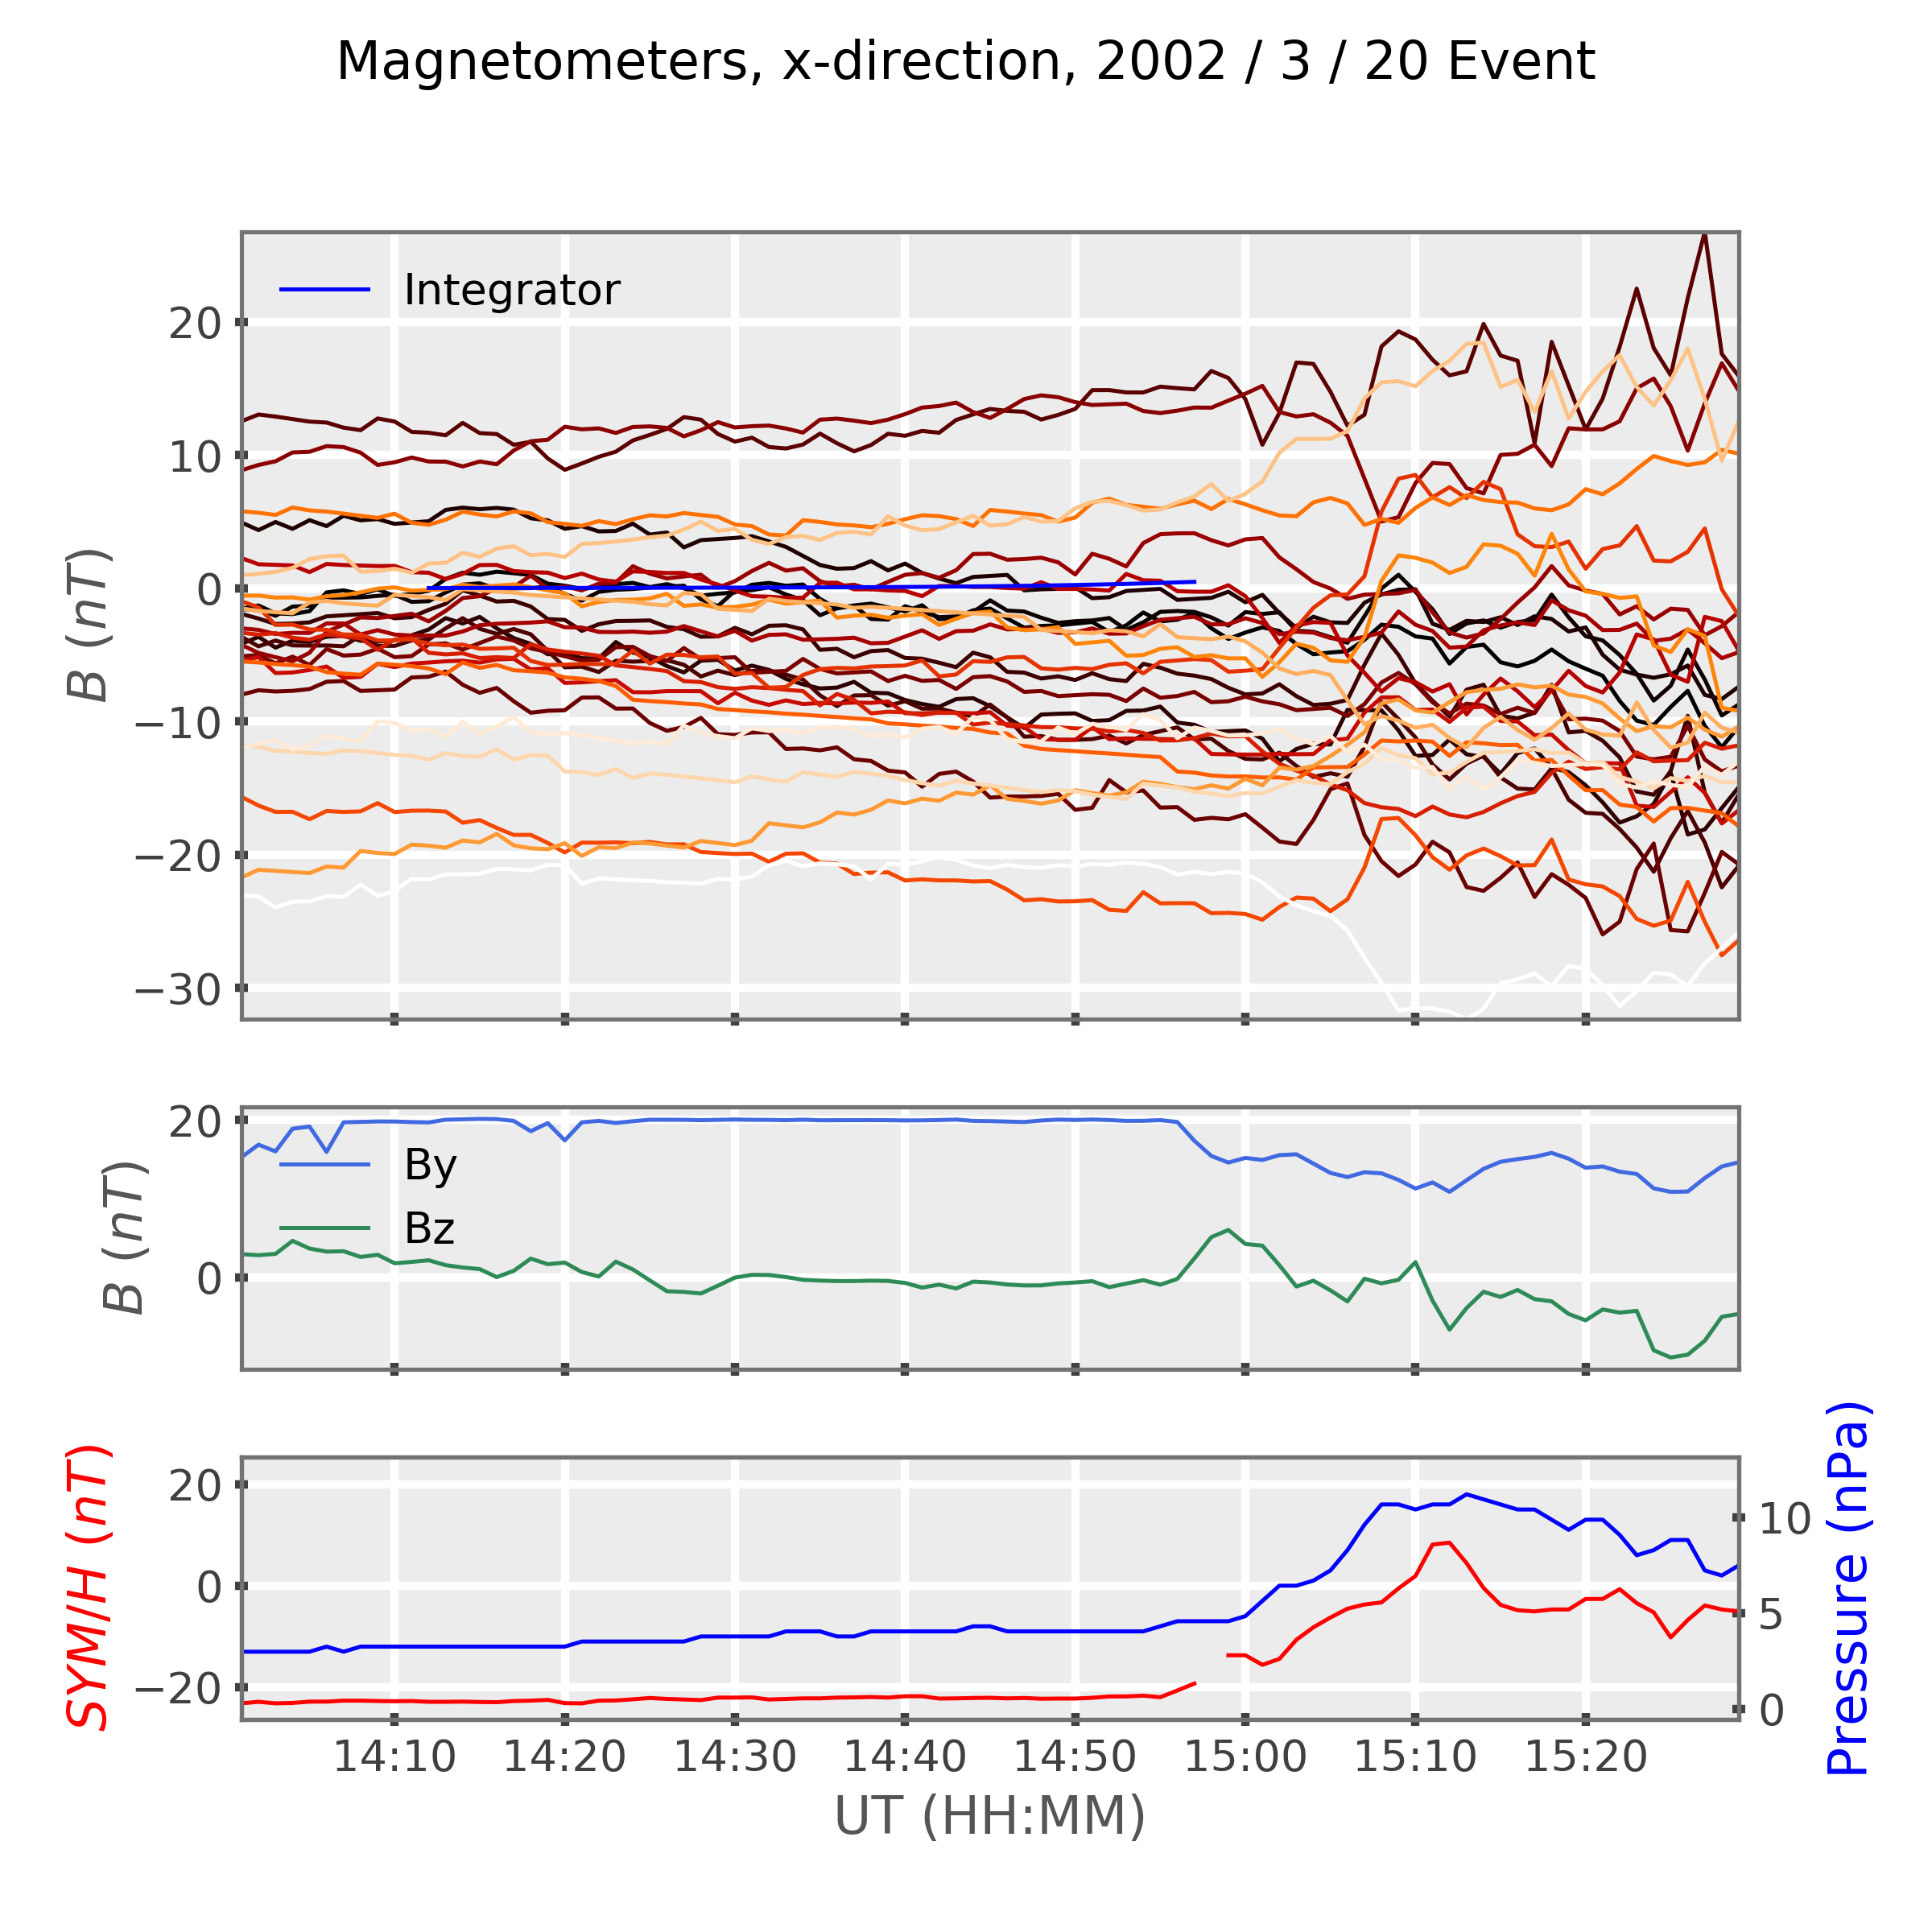 Magnetometers, x-direction, 2002 / 3 / 20 Event
Integrator
20
10
0
−10
−20
−30
B (nT)
20
0
B (nT)
By
Bz
20
0
−20
SYM/H (nT)
10
5
0
Pressure (nPa)
14:10 14:20 14:30 14:40 14:50 15:00 15:10 15:20
UT (HH:MM)